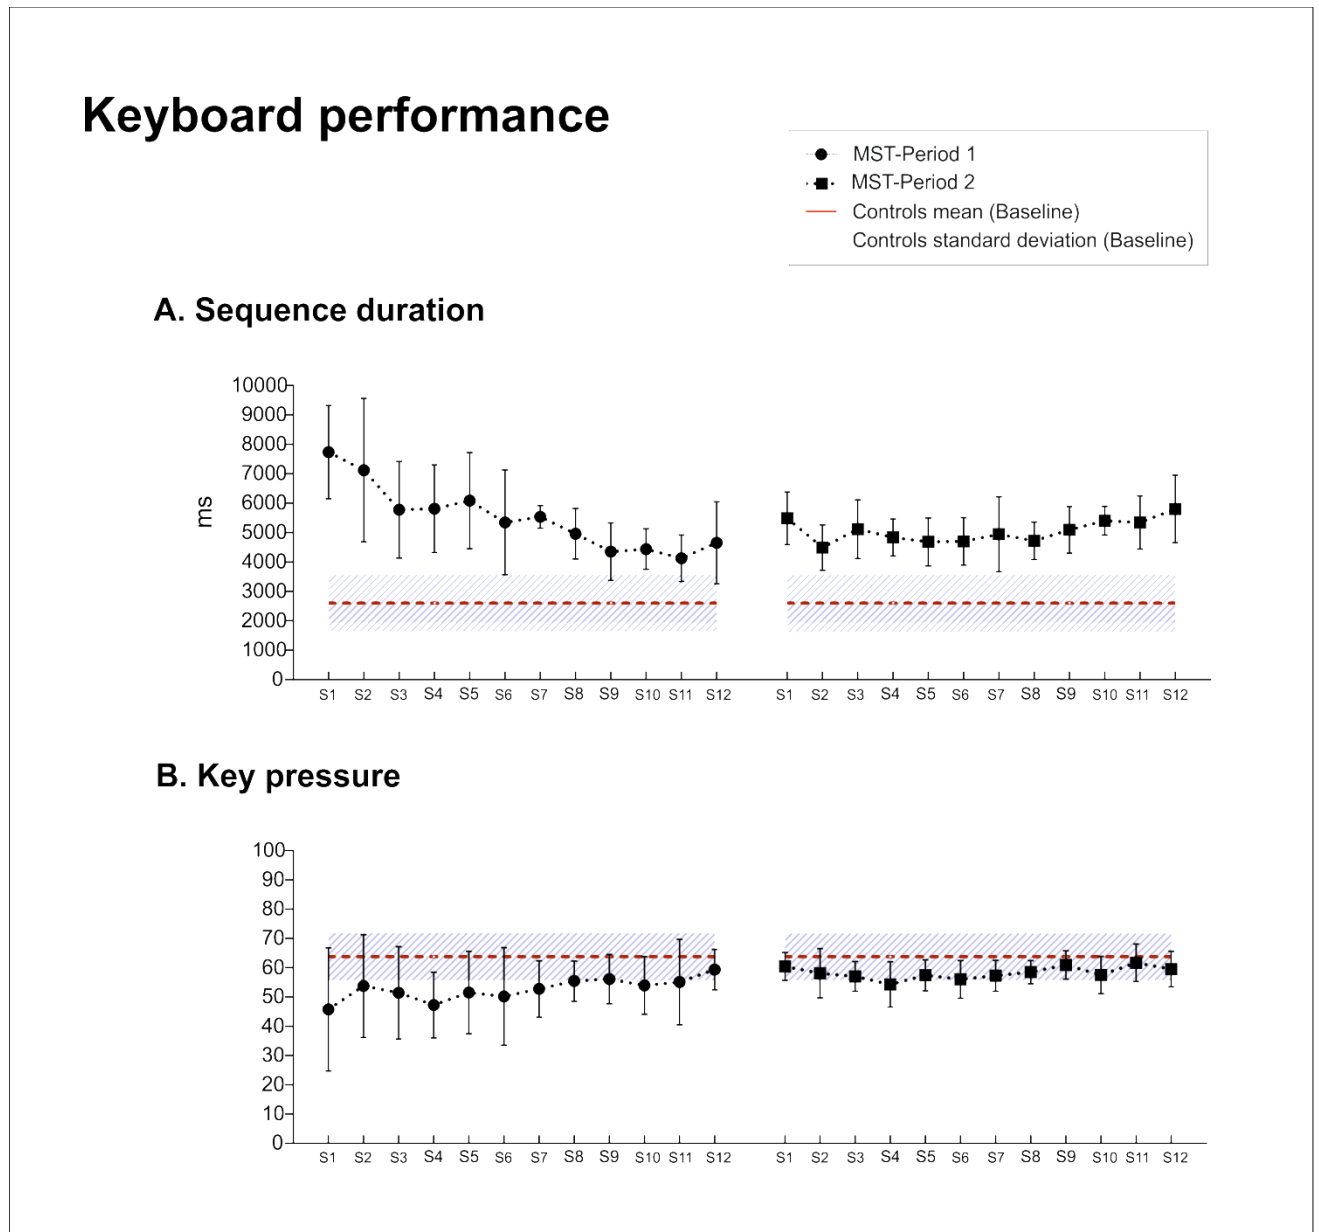 Keyboard performance
MST-Period 1
MST-Period 2
Controls mean (Baseline)
Controls standard deviation (Baseline)
A. Sequence duration
10000
9000
8000
7000
6000
5000
4000
3000
2000
1000
0
ms
S1 S2 S3 S4 S5 S6 S7 S8 S9 S10 S11 S12 S1 S2 S3 S4 S5 S6 S7 S8 S9 S10 S11 S12
B. Key pressure
100
90
80
70
60
50
40
30
20
10
0
S1 S2 S3 S4 S5 S6 S7 S8 S9 S10 S11 S12 S1 S2 S3 S4 S5 S6 S7 S8 S9 S10 S11 S12